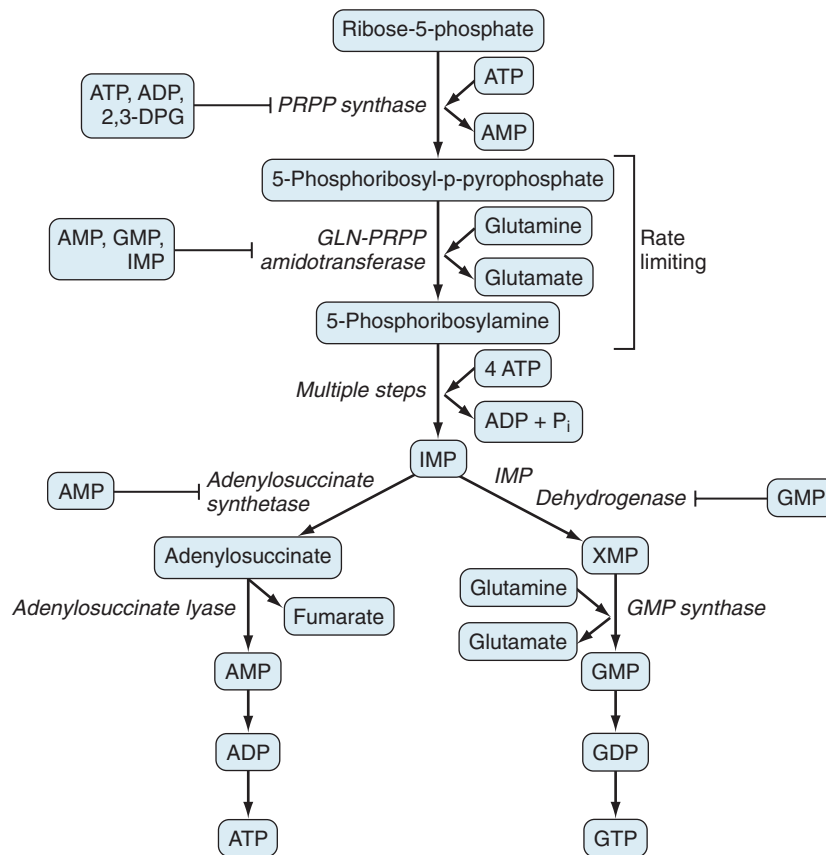 Ribose-5-phosphate
ATP, ADP,
2,3-DPG
PRPP synthase
ATP
AMP
5-Phosphoribosyl-p-pyrophosphate
AMP, GMP,
IMP
GLN-PRPP
amidotransferase
Glutamine
Glutamate
Rate
limiting
5-Phosphoribosylamine
Multiple steps
4 ATP
ADP + Pi
IMP
AMP
Adenylosuccinate
synthetase
IMP
Dehydrogenase
GMP
Adenylosuccinate
XMP
Adenylosuccinate lyase
Fumarate
Glutamine
Glutamate
GMP synthase
AMP
GMP
ADP
GDP
ATP
GTP